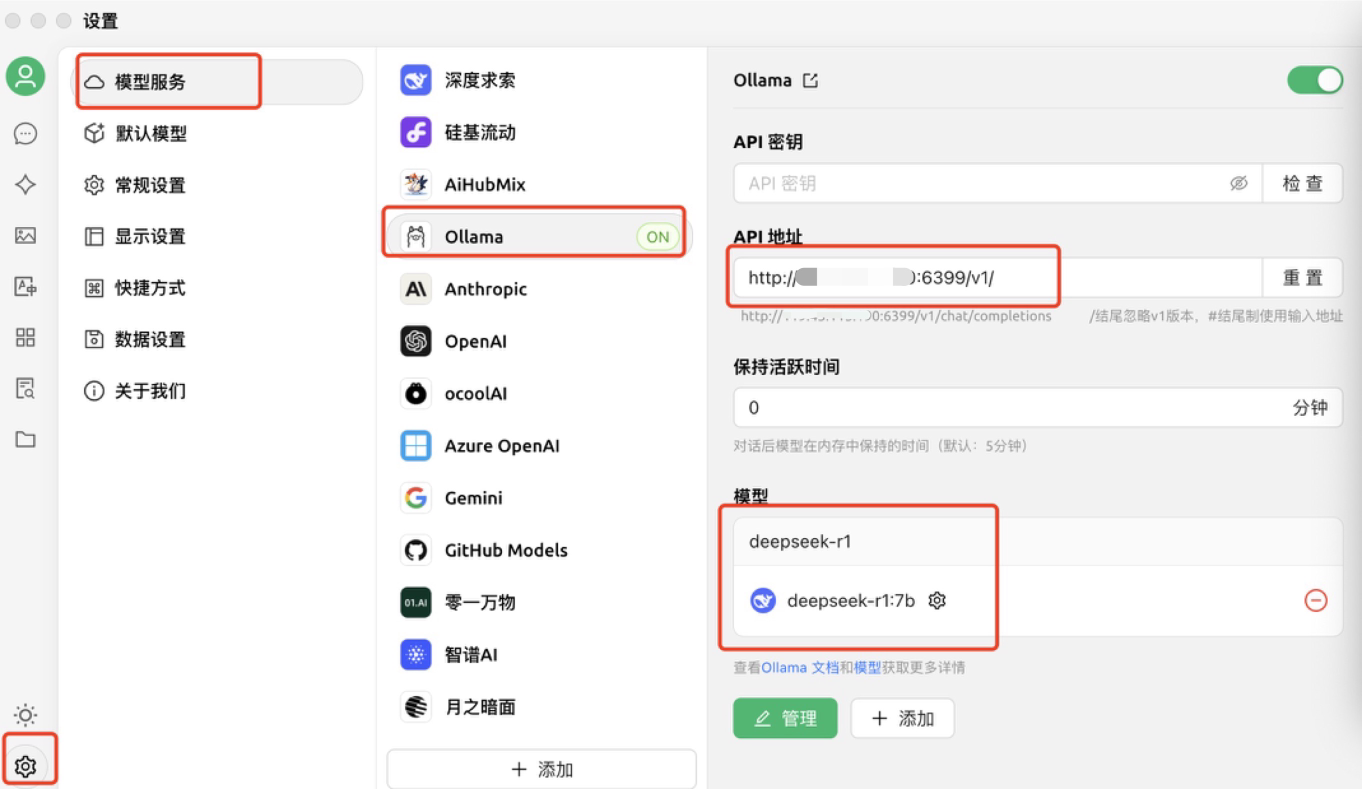 设置
模型服务
默认模型
常规设置
显示设置
快捷方式
数据设置
关于我们
深度求索
硅基流动
AiHubMix
Ollama
ON
Anthropic
OpenAI
ocoolAI
Azure OpenAI
Gemini
GitHub Models
01.AI
零一万物
智谱AI
月之暗面
+ 添加
Ollama
API 密钥
API 密钥
检 查
API 地址
http:// :6399/v1/
重 置
http:// 0:6399/v1/chat/completions
/结尾忽略v1版本，#结尾制使用输入地址
保持活跃时间
0
分钟
对话后模型在内存中保持的时间（默认：5分钟）
模型
deepseek-r1
deepseek-r1:7b
查看Ollama 文档和模型获取更多详情
管理
+ 添加